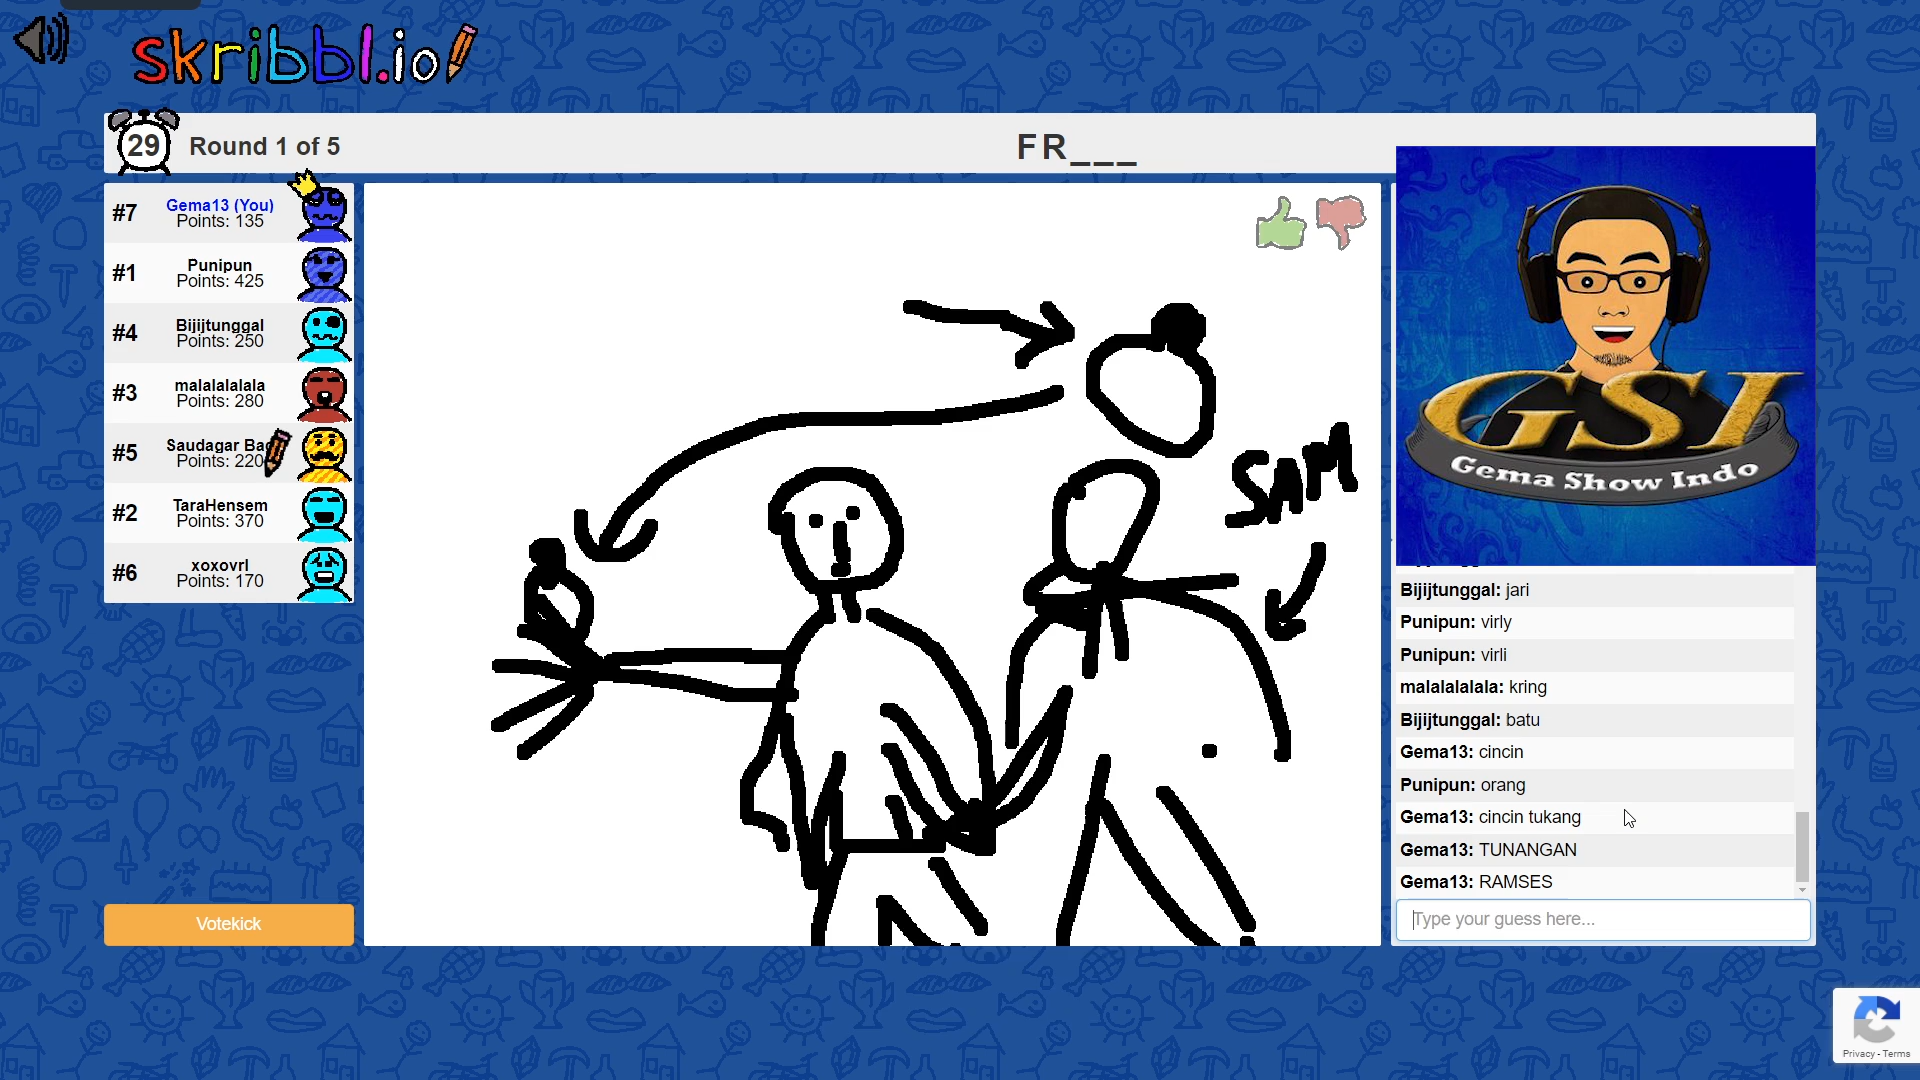 skribbl.io
29
Round 1 of 5
FR___
#7
Gema13 (You)
Points: 135
#1
Punipun
Points: 425
#4
Bijijtunggal
Points: 250
#3
malalalalala
Points: 280
#5
Saudagar Bag
Points: 220
#2
TaraHensem
Points: 370
#6
xoxovrl
Points: 170
Votekick
SAM
GSI
Gema Show Indo
Bijijtunggal: jari
Punipun: virly
Punipun: virli
malalalalala: kring
Bijijtunggal: batu
Gema13: cincin
Punipun: orang
Gema13: cincin tukang
Gema13: TUNANGAN
Gema13: RAMSES
Type your guess here...
Privacy - Terms